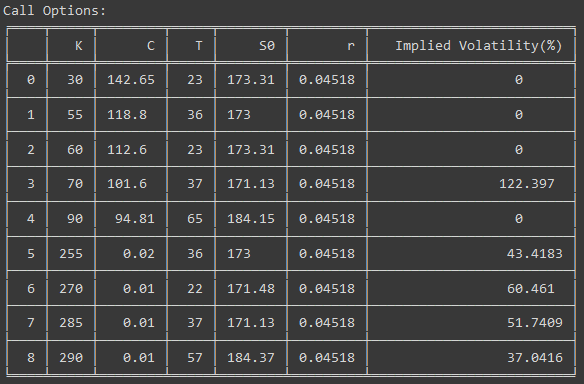 Call Options:
K C T S0 r Implied Volatility(%)
0 30 142.65 23 173.31 0.04518 0
1 55 118.8 36 173 0.04518 0
2 60 112.6 23 173.31 0.04518 0
3 70 101.6 37 171.13 0.04518 122.397
4 90 94.81 65 184.15 0.04518 0
5 255 0.02 36 173 0.04518 43.4183
6 270 0.01 22 171.48 0.04518 60.461
7 285 0.01 37 171.13 0.04518 51.7409
8 290 0.01 57 184.37 0.04518 37.0416